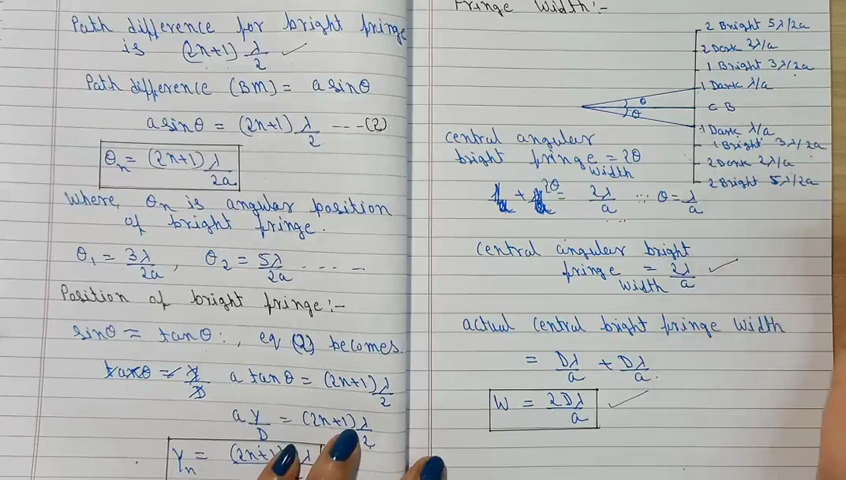 Path difference for bright fringe
is (2n+1) λ/2 ✓
Path difference (BM) = a sinθ
a sinθ = (2n+1) λ/2 --- (2)
θn = (2n+1) λ/2a
Where, θn is angular position
of bright fringe.
θ1 = 3λ/2a , θ2 = 5λ/2a ... --
Position of bright fringe:-
sinθ ≈ tanθ ∴, eq (2) becomes.
a tanθ = (2n+1) λ/2
a Y/D = (2n+1) λ/2
Yn = (2n+1) λ
Fringe Width:-
2 Bright 5λ/2a
2 Dark 2λ/a
1 Bright 3λ/2a
1 Dark λ/a
θ
C B
θ
1 Dark λ/a
1 Bright 3λ/2a
2 Dark 2λ/a
2 Bright 5λ/2a
central angular
bright fringe = 2θ
Width
2θ = 2λ/a ∵ θ = λ/a
central angular bright
fringe = 2λ/a ✓
Width
actual central bright fringe width
= Dλ/a + Dλ/a.
W = 2Dλ/a ✓